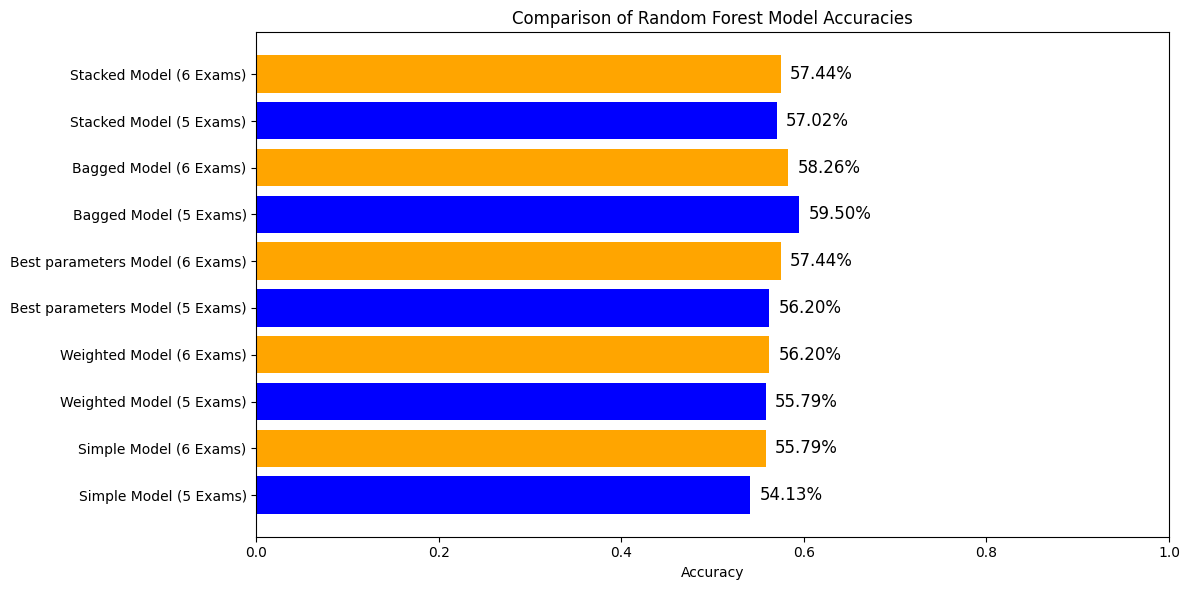 Comparison of Random Forest Model Accuracies
Stacked Model (6 Exams) 57.44%
Stacked Model (5 Exams) 57.02%
Bagged Model (6 Exams) 58.26%
Bagged Model (5 Exams) 59.50%
Best parameters Model (6 Exams) 57.44%
Best parameters Model (5 Exams) 56.20%
Weighted Model (6 Exams) 56.20%
Weighted Model (5 Exams) 55.79%
Simple Model (6 Exams) 55.79%
Simple Model (5 Exams) 54.13%
0.0 0.2 0.4 0.6 0.8 1.0
Accuracy